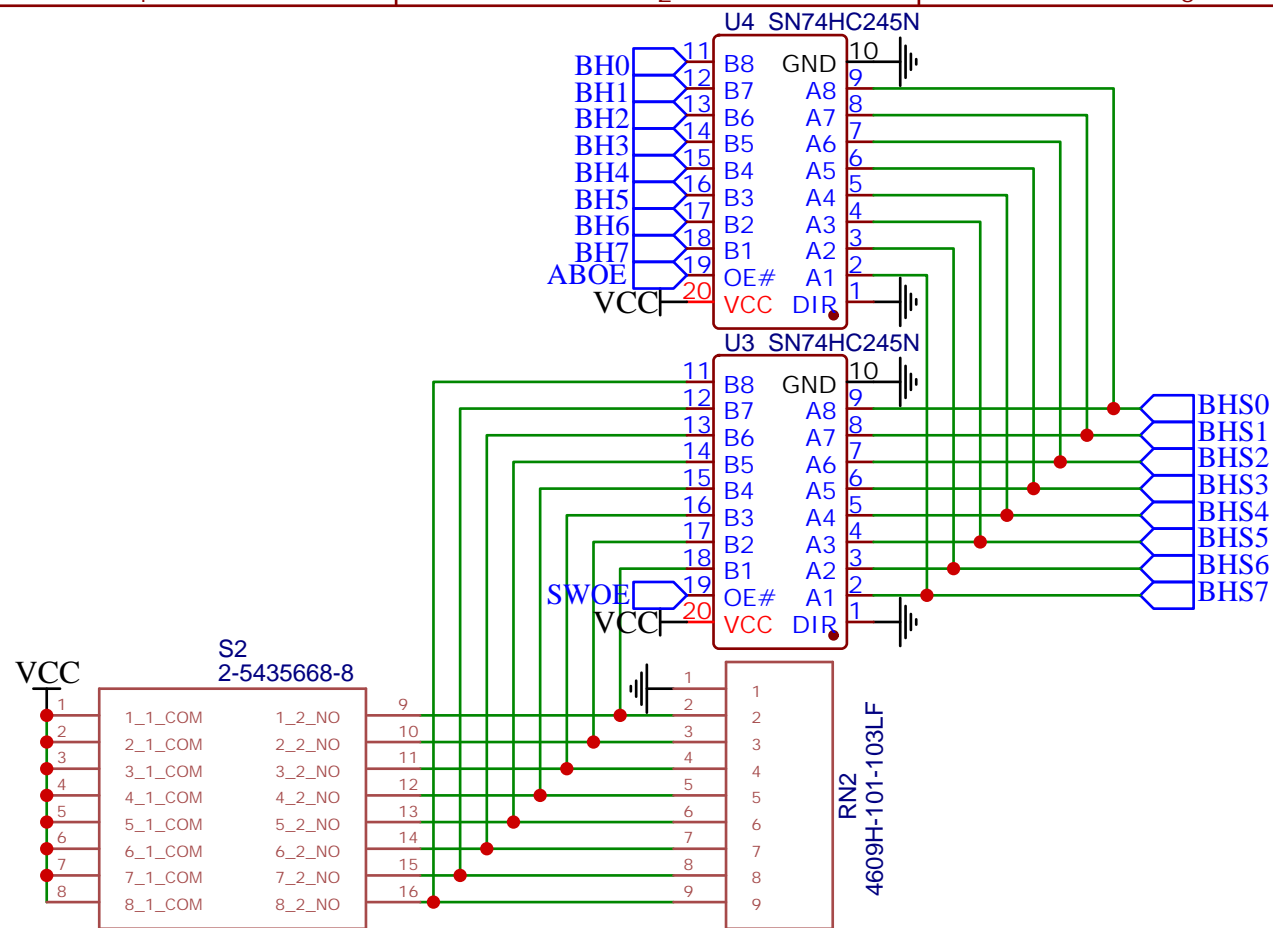 U4 SN74HC245N
BH0 11 B8 GND 10
BH1 12 B7 A8 9
BH2 13 B6 A7 8
BH3 14 B5 A6 7
BH4 15 B4 A5 6
BH5 16 B3 A4 5
BH6 17 B2 A3 4
BH7 18 B1 A2 3
ABOE 19 OE# A1 2
VCC 20 VCC DIR 1
U3 SN74HC245N
11 B8 GND 10
12 B7 A8 9 BHS0
13 B6 A7 8 BHS1
14 B5 A6 7 BHS2
15 B4 A5 6 BHS3
16 B3 A4 5 BHS4
17 B2 A3 4 BHS5
18 B1 A2 3 BHS6
SWOE 19 OE# A1 2 BHS7
VCC 20 VCC DIR 1
S2
2-5435668-8
VCC
1 1_1_COM 1_2_NO 9
2 2_1_COM 2_2_NO 10
3 3_1_COM 3_2_NO 11
4 4_1_COM 4_2_NO 12
5 5_1_COM 5_2_NO 13
6 6_1_COM 6_2_NO 14
7 7_1_COM 7_2_NO 15
8 8_1_COM 8_2_NO 16
1 1
2 2
3 3
4 4
5 5
6 6
7 7
8 8
9 9
RN2
4609H-101-103LF